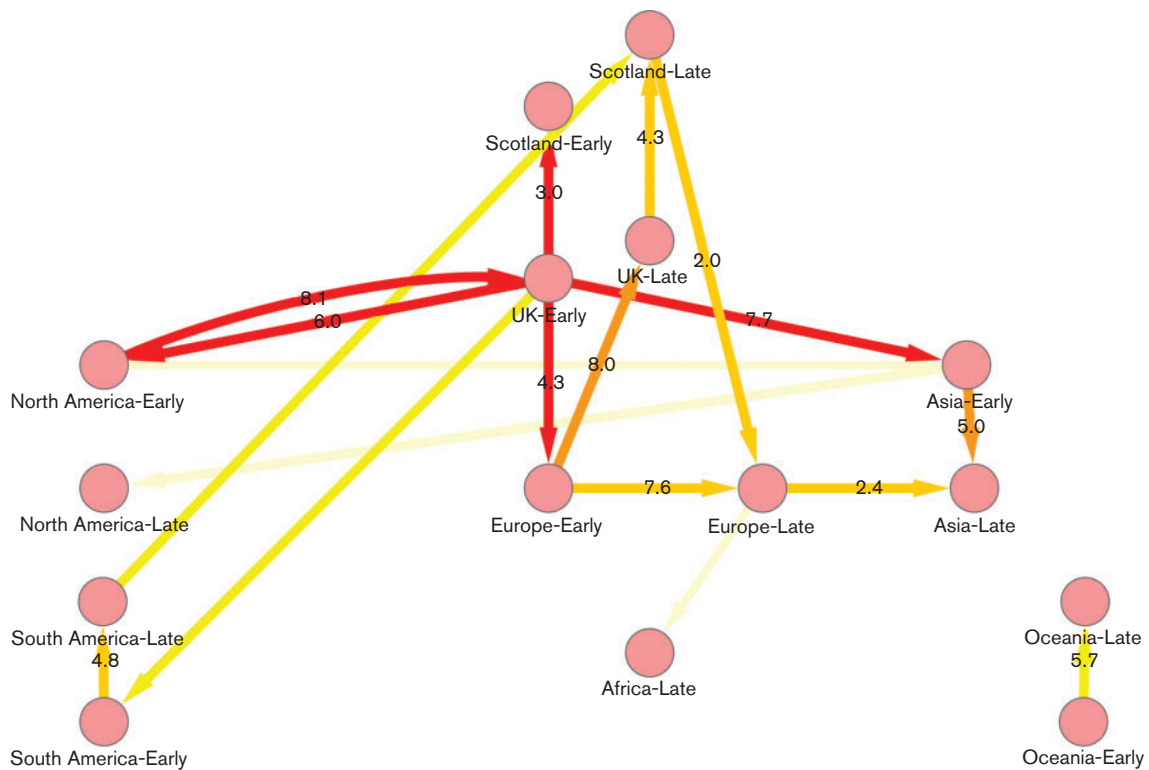 Scotland-Late
4.3
Scotland-Early
3.0
UK-Late
2.0
8.1
6.0
UK-Early
7.7
8.0
4.3
North America-Early
Asia-Early
5.0
7.6
2.4
North America-Late
Europe-Early
Europe-Late
Asia-Late
South America-Late
Oceania-Late
4.8
5.7
Africa-Late
South America-Early
Oceania-Early